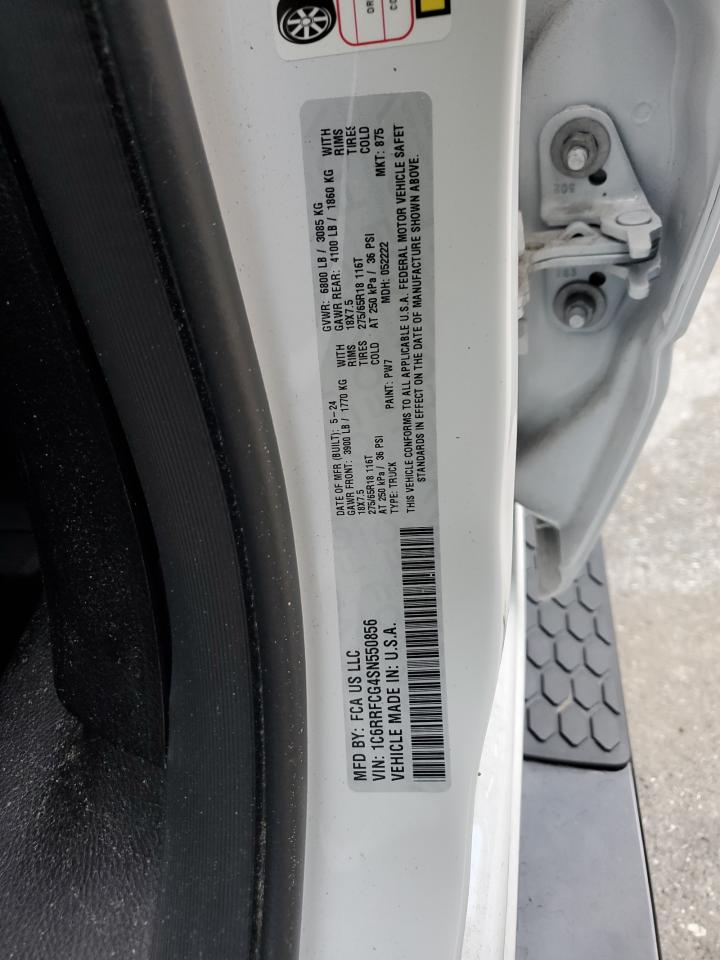 DR
CO
MFD BY: FCA US LLC
VIN: 1C6RRFCG4SN550856
VEHICLE MADE IN: U.S.A.
DATE OF MFR (BUILT): 5-24
GAWR FRONT: 3900 LB / 1770 KG WITH
18X7.5 RIMS
275/65R18 116T TIRES
AT 250 kPa / 36 PSI COLD
TYPE: TRUCK PAINT: PW7
GVWR: 6800 LB / 3085 KG
GAWR REAR: 4100 LB / 1860 KG WITH
18X7.5 RIMS
275/65R18 116T TIRES
AT 250 kPa / 36 PSI COLD
MDH: 052222 MKT: 875
THIS VEHICLE CONFORMS TO ALL APPLICABLE U.S.A. FEDERAL MOTOR VEHICLE SAFET
STANDARDS IN EFFECT ON THE DATE OF MANUFACTURE SHOWN ABOVE.